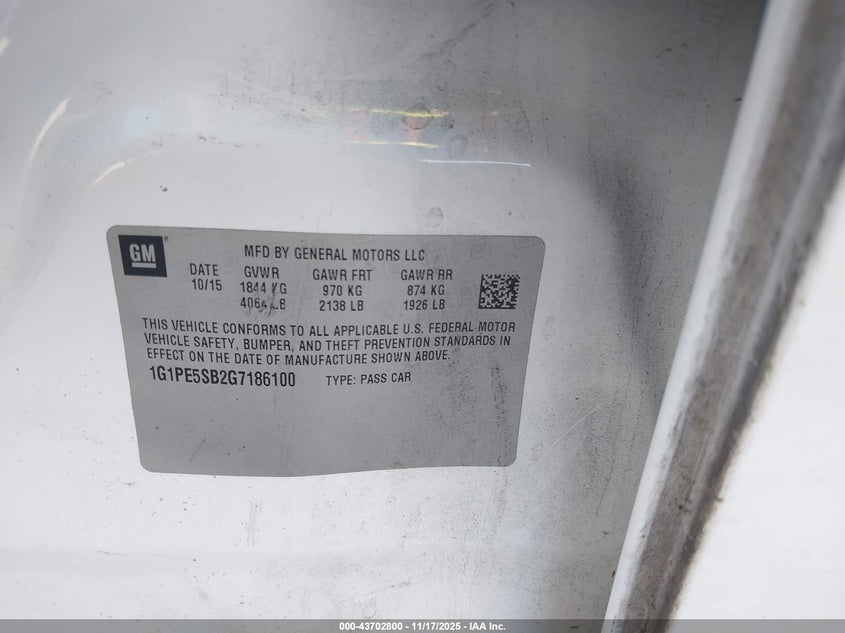 GM
MFD BY GENERAL MOTORS LLC
DATE GVWR GAWR FRT GAWR RR
10/15 1844 KG 970 KG 874 KG
4064 LB 2138 LB 1926 LB
THIS VEHICLE CONFORMS TO ALL APPLICABLE U.S. FEDERAL MOTOR
VEHICLE SAFETY, BUMPER, AND THEFT PREVENTION STANDARDS IN
EFFECT ON THE DATE OF MANUFACTURE SHOWN ABOVE.
1G1PE5SB2G7186100 TYPE: PASS CAR
000-43702800 - 11/17/2025 - IAA Inc.